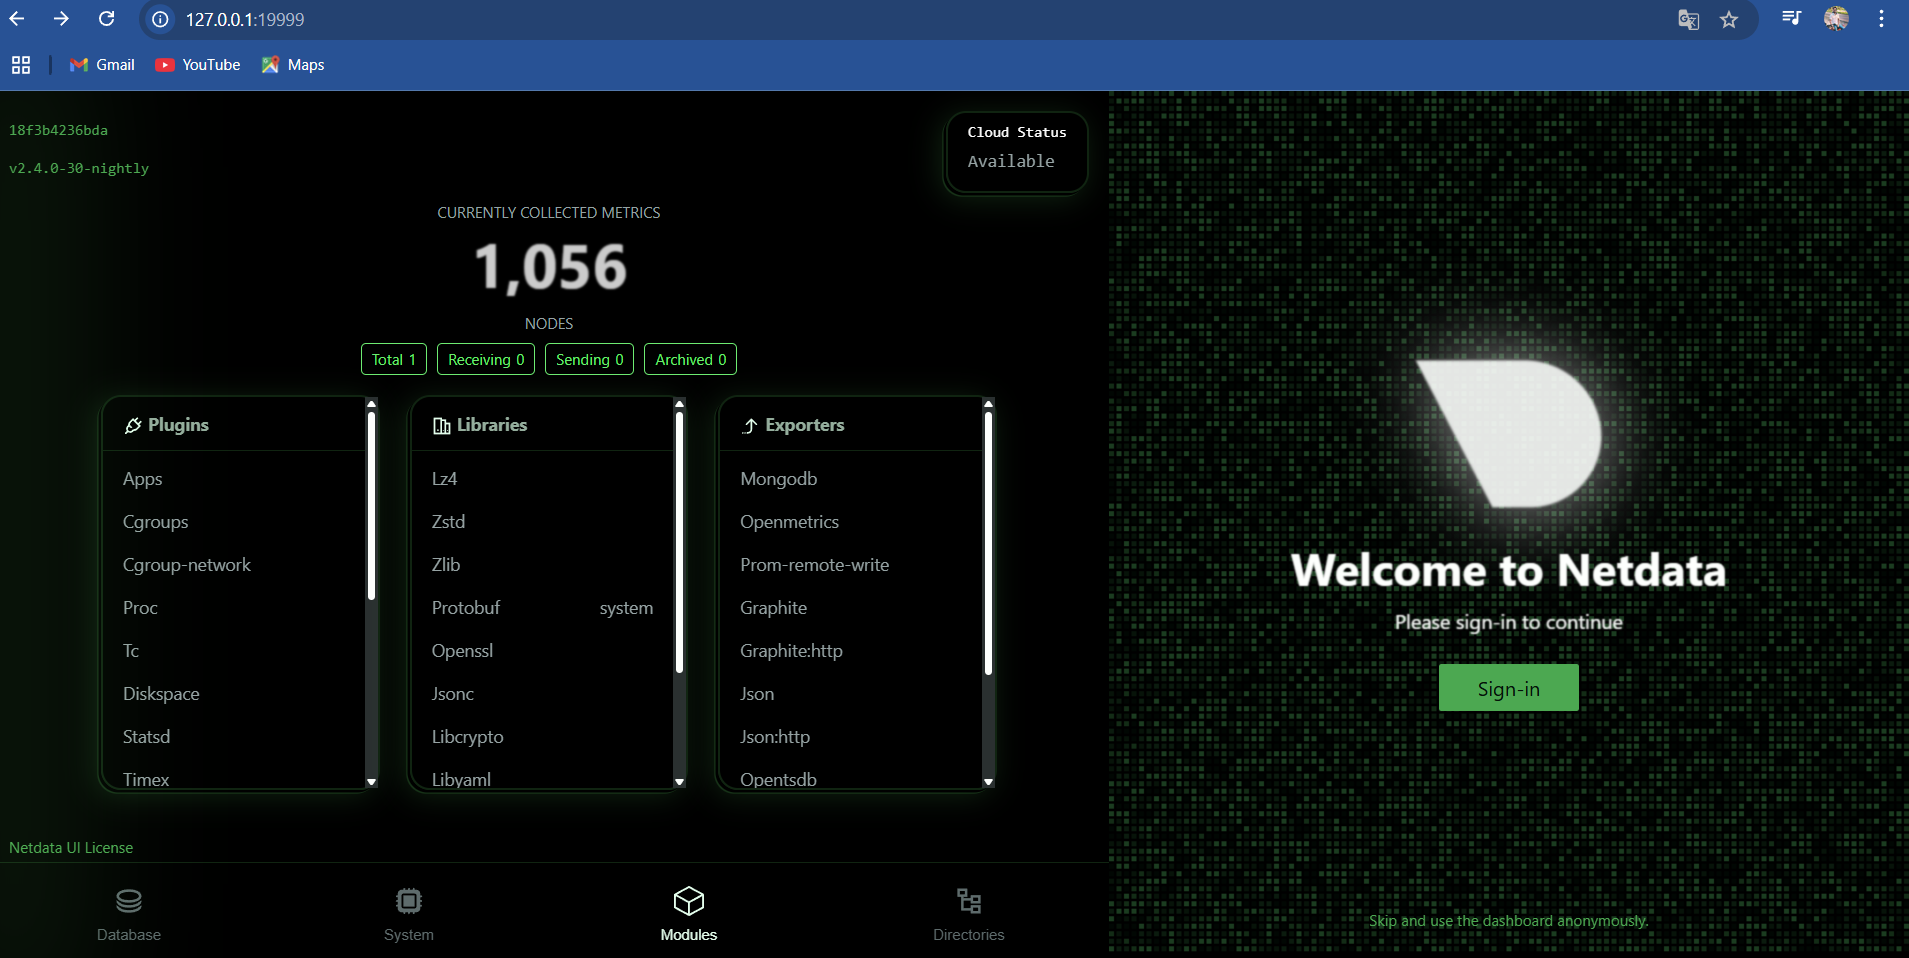 127.0.0.1:19999
Gmail YouTube Maps
18f3b4236bda
v2.4.0-30-nightly
Cloud Status
Available
CURRENTLY COLLECTED METRICS
1,056
NODES
Total 1 Receiving 0 Sending 0 Archived 0
Plugins
Apps
Cgroups
Cgroup-network
Proc
Tc
Diskspace
Statsd
Timex
Libraries
Lz4
Zstd
Zlib
Protobuf system
Openssl
Jsonc
Libcrypto
Libyaml
Exporters
Mongodb
Openmetrics
Prom-remote-write
Graphite
Graphite:http
Json
Json:http
Opentsdb
Netdata UI License
Database System Modules Directories
Welcome to Netdata
Please sign-in to continue
Sign-in
Skip and use the dashboard anonymously.